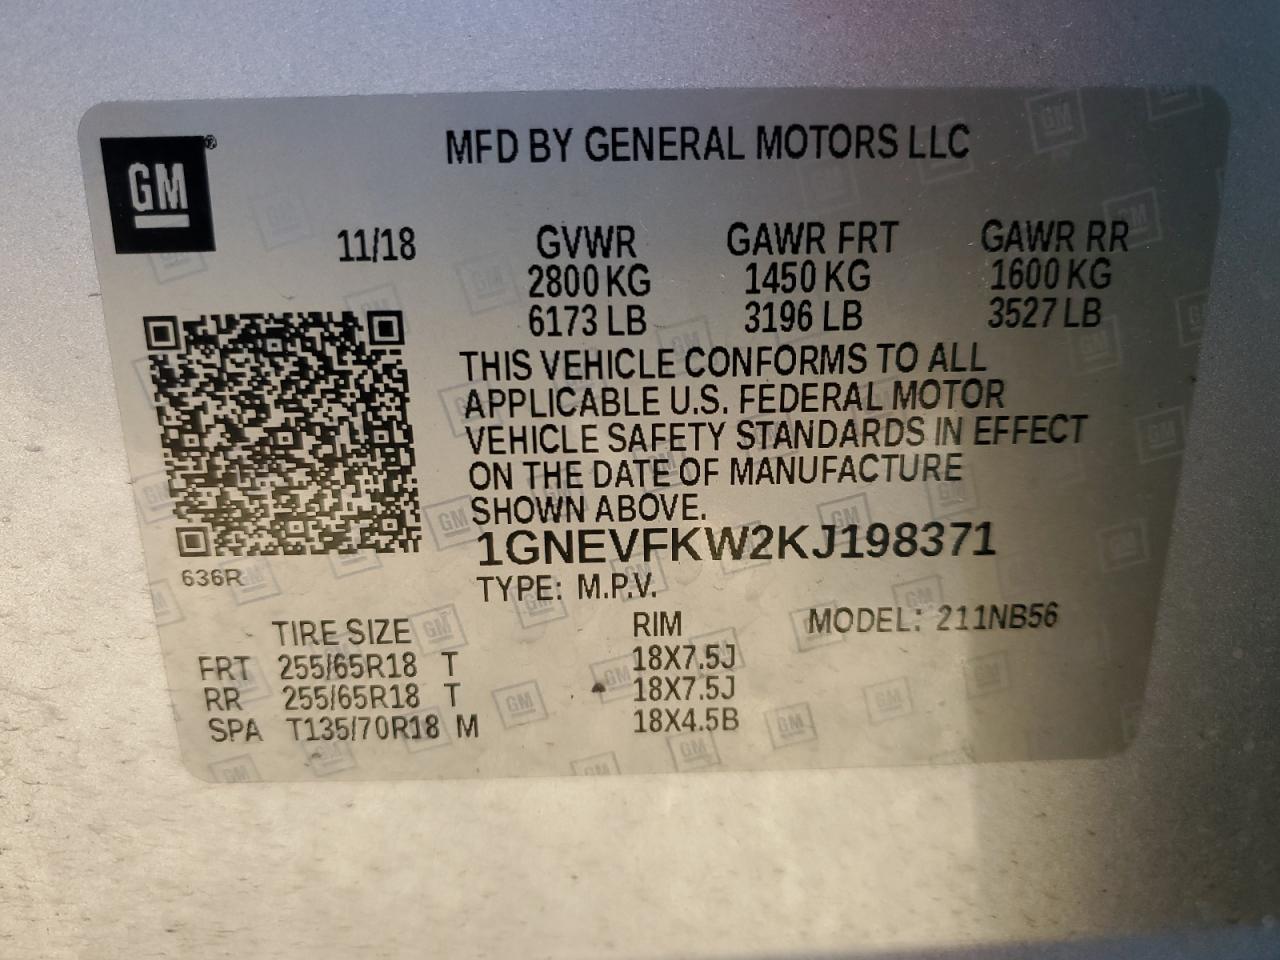 GM®
MFD BY GENERAL MOTORS LLC
11/18 GVWR GAWR FRT GAWR RR
2800 KG 1450 KG 1600 KG
6173 LB 3196 LB 3527 LB
THIS VEHICLE CONFORMS TO ALL
APPLICABLE U.S. FEDERAL MOTOR
VEHICLE SAFETY STANDARDS IN EFFECT
ON THE DATE OF MANUFACTURE
SHOWN ABOVE.
1GNEVFKW2KJ198371
636R
TYPE: M.P.V.
TIRE SIZE RIM MODEL: 211NB56
FRT 255/65R18 T 18X7.5J
RR 255/65R18 T 18X7.5J
SPA T135/70R18 M 18X4.5B